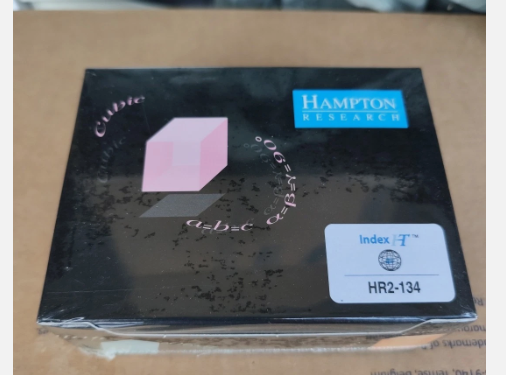 Cubic
HAMPTON
RESEARCH
α=β=γ=90°
a=b=c
Index HT™
HR2-134